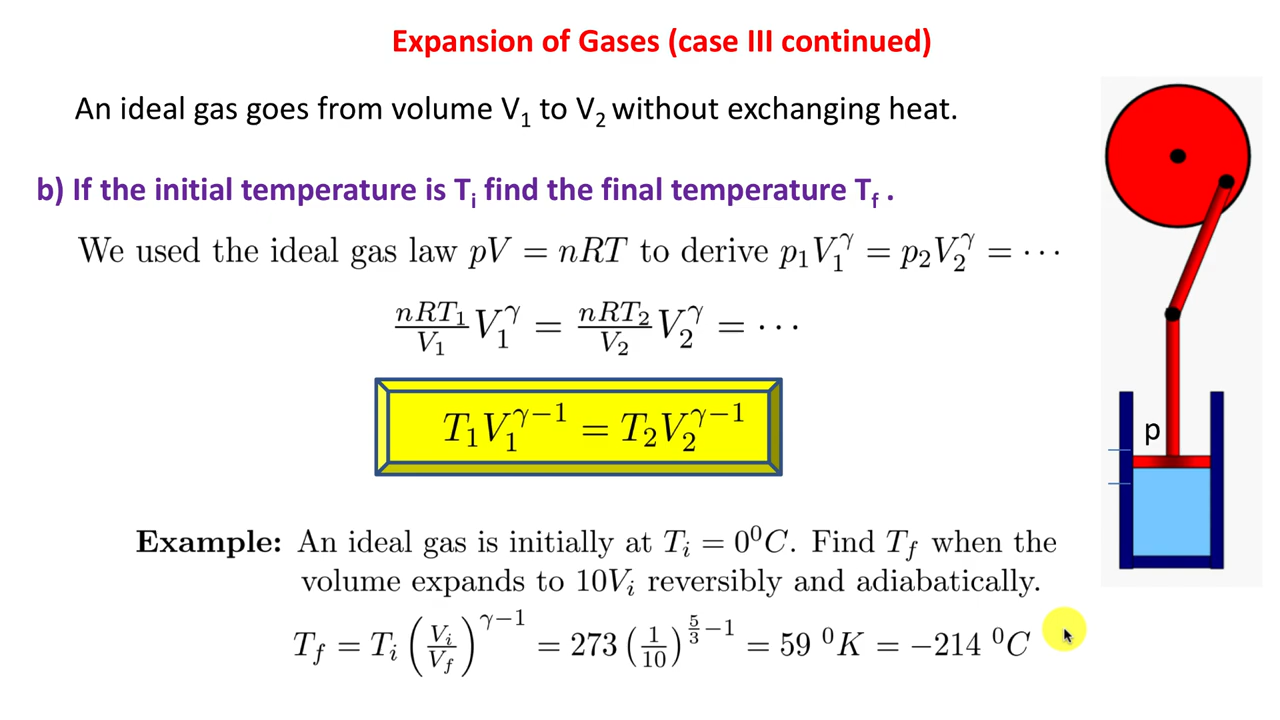 Expansion of Gases (case III continued)
An ideal gas goes from volume V₁ to V₂ without exchanging heat.
b) If the initial temperature is Tᵢ find the final temperature T_f .
We used the ideal gas law pV = nRT to derive p₁V₁^γ = p₂V₂^γ = ⋯
nRT₁/V₁ V₁^γ = nRT₂/V₂ V₂^γ = ⋯
T₁V₁^(γ−1) = T₂V₂^(γ−1)
p
Example: An ideal gas is initially at Tᵢ = 0⁰C. Find T_f when the
volume expands to 10Vᵢ reversibly and adiabatically.
T_f = Tᵢ (Vᵢ/V_f)^(γ−1) = 273 (1/10)^(5/3 −1) = 59 ⁰K = −214 ⁰C